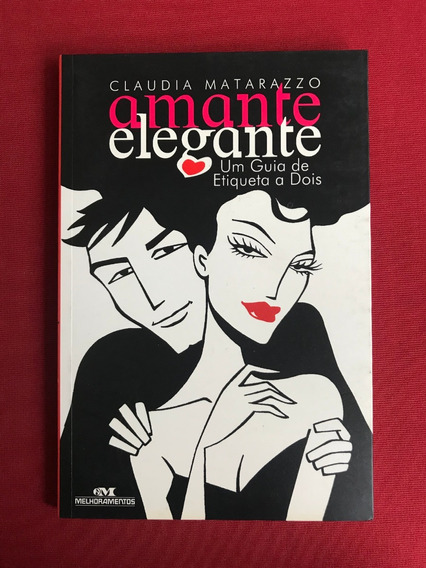 CLAUDIA MATARAZZO
amante
elegante
Um Guia de
Etiqueta a Dois
M
MELHORAMENTOS